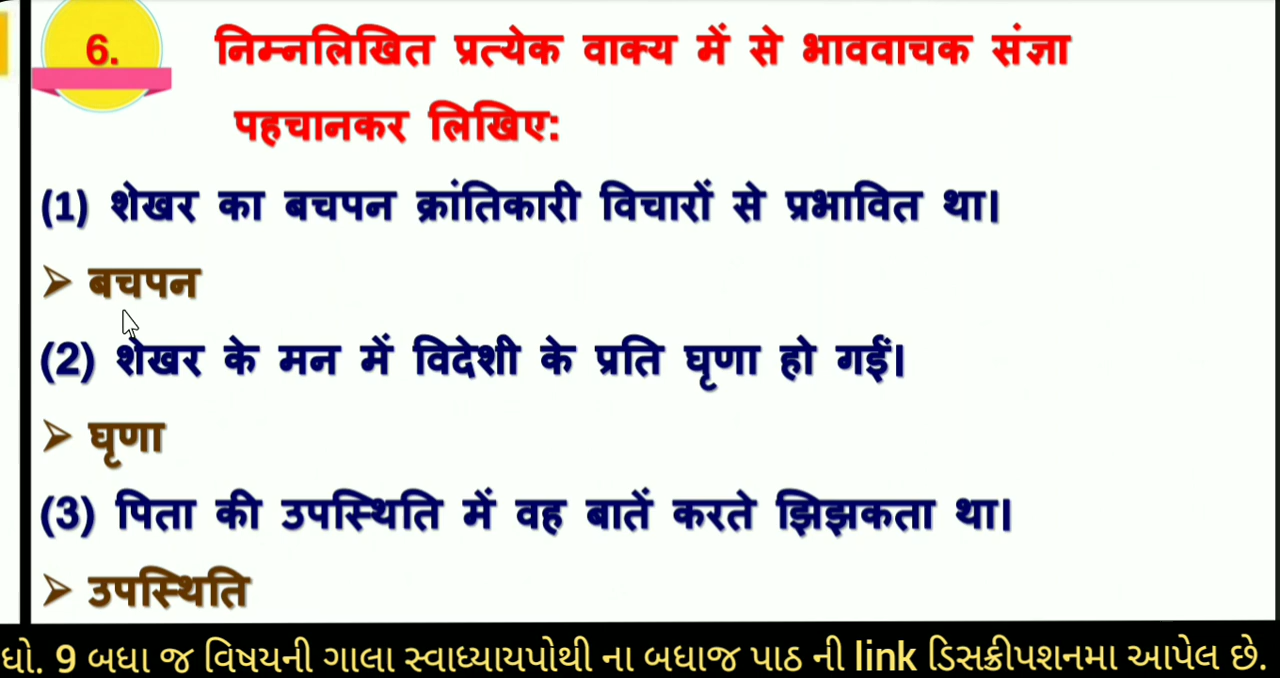 6. निम्नलिखित प्रत्येक वाक्य में से भाववाचक संज्ञा
पहचानकर लिखिए:
(1) शेखर का बचपन क्रांतिकारी विचारों से प्रभावित था।
➢ बचपन
(2) शेखर के मन में विदेशी के प्रति घृणा हो गईं।
➢ घृणा
(3) पिता की उपस्थिति में वह बातें करते झिझकता था।
➢ उपस्थिति
ધો. 9 બધા જ વિષયની ગાલા સ્વાધ્યાયપોથી ના બધાજ પાઠ ની link ડિસક્રીપશનમા આપેલ છે.